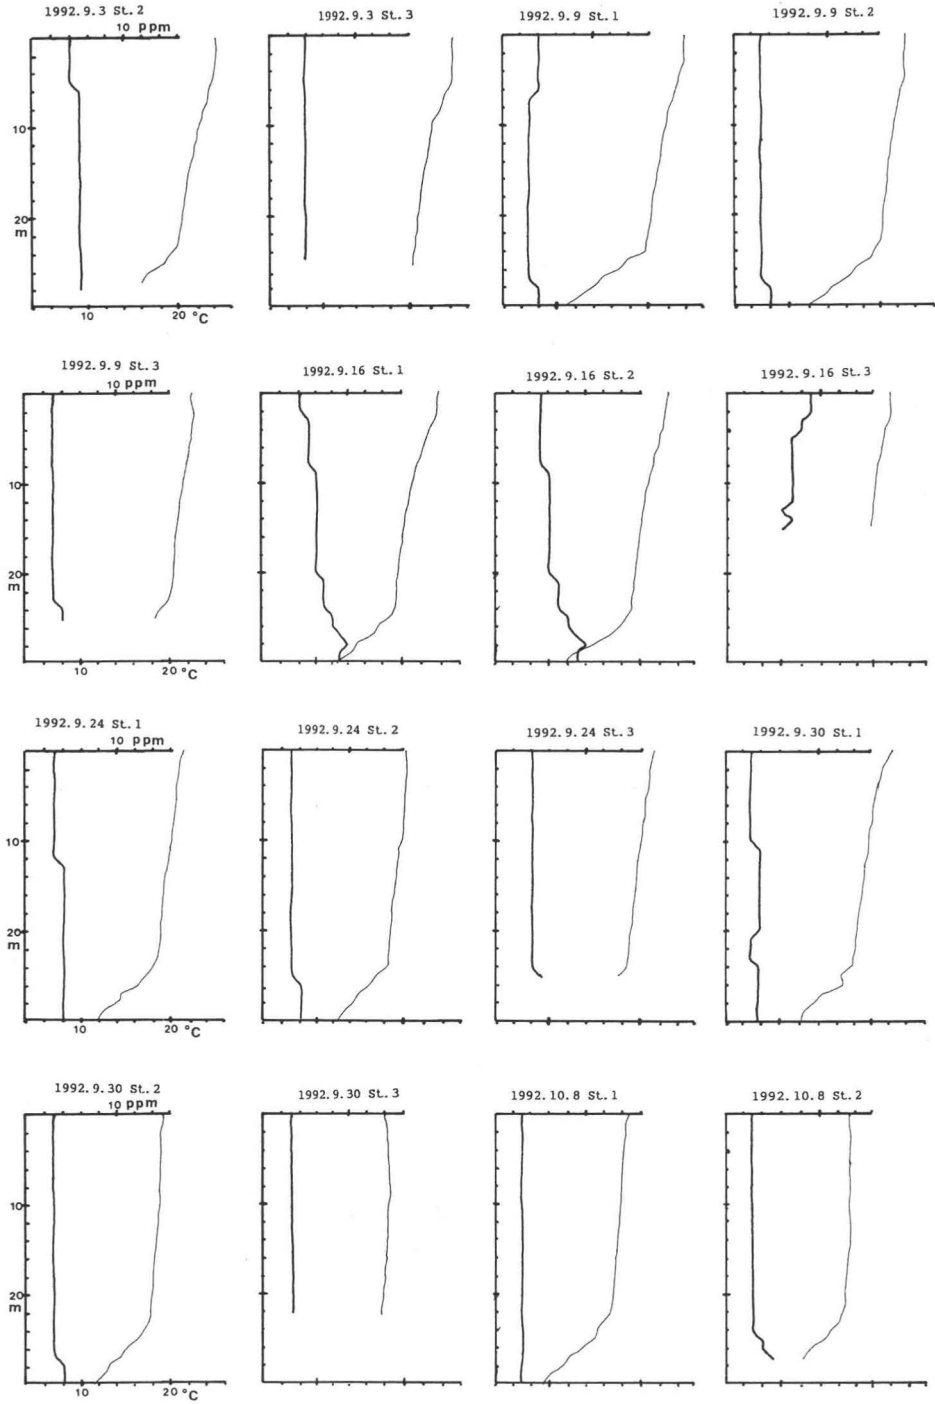 1992.9.3 St.2
10 ppm
1992.9.3 St.3
1992.9.9 St.1
1992.9.9 St.2
10
20
m
10
20 °C
1992.9.9 St.3
10 ppm
1992.9.16 St.1
1992.9.16 St.2
1992.9.16 St.3
10
20
m
10
20 °C
1992.9.24 St.1
10 ppm
1992.9.24 St.2
1992.9.24 St.3
1992.9.30 St.1
10
20
m
10
20 °C
1992.9.30 St.2
10 ppm
1992.9.30 St.3
1992.10.8 St.1
1992.10.8 St.2
10
20
m
10
20 °C